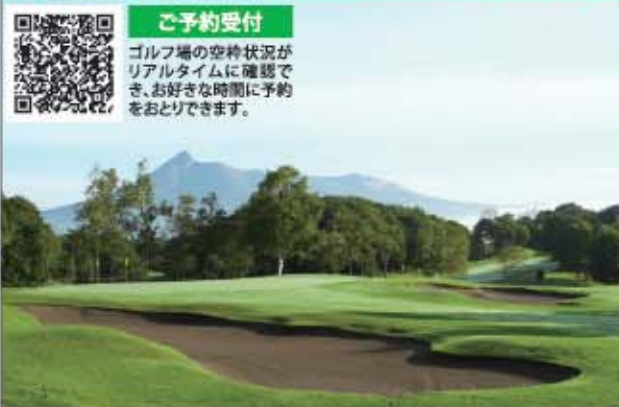 ご予約受付
ゴルフ場の空枠状況が
リアルタイムに確認で
き、お好きな時間に予約
をおとりできます。